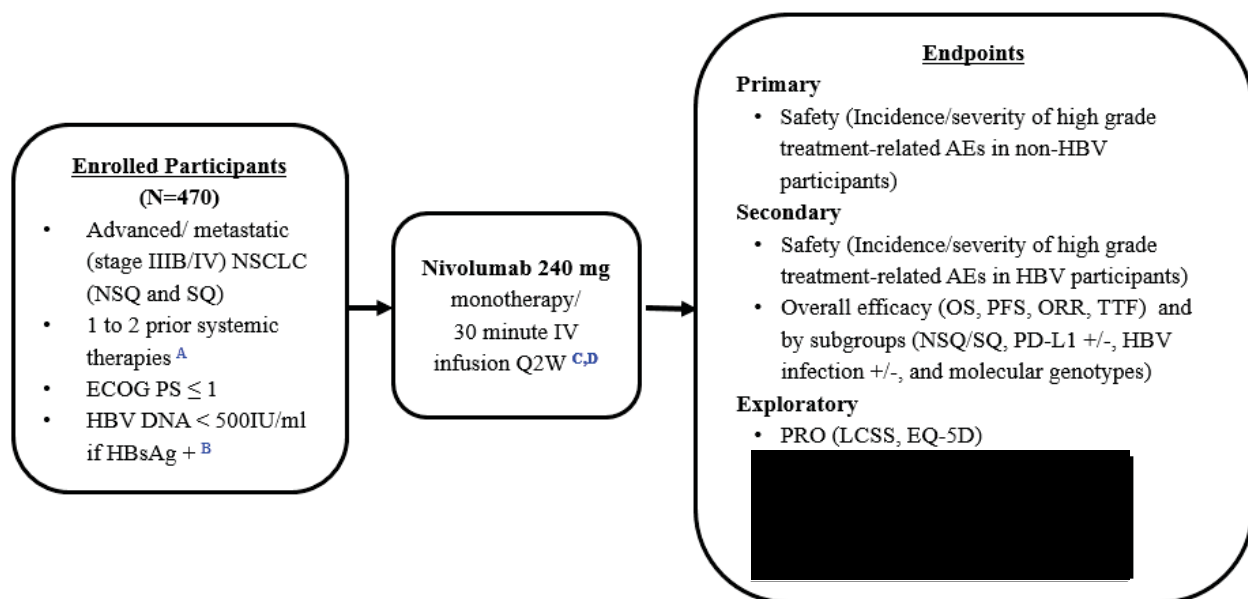 Enrolled Participants
(N=470)
• Advanced/ metastatic
(stage IIIB/IV) NSCLC
(NSQ and SQ)
• 1 to 2 prior systemic
therapies A
• ECOG PS ≤ 1
• HBV DNA < 500IU/ml
if HBsAg + B
Nivolumab 240 mg
monotherapy/
30 minute IV
infusion Q2W C,D
Endpoints
Primary
• Safety (Incidence/severity of high grade
treatment-related AEs in non-HBV
participants)
Secondary
• Safety (Incidence/severity of high grade
treatment-related AEs in HBV participants)
• Overall efficacy (OS, PFS, ORR, TTF) and
by subgroups (NSQ/SQ, PD-L1 +/-, HBV
infection +/-, and molecular genotypes)
Exploratory
• PRO (LCSS, EQ-5D)